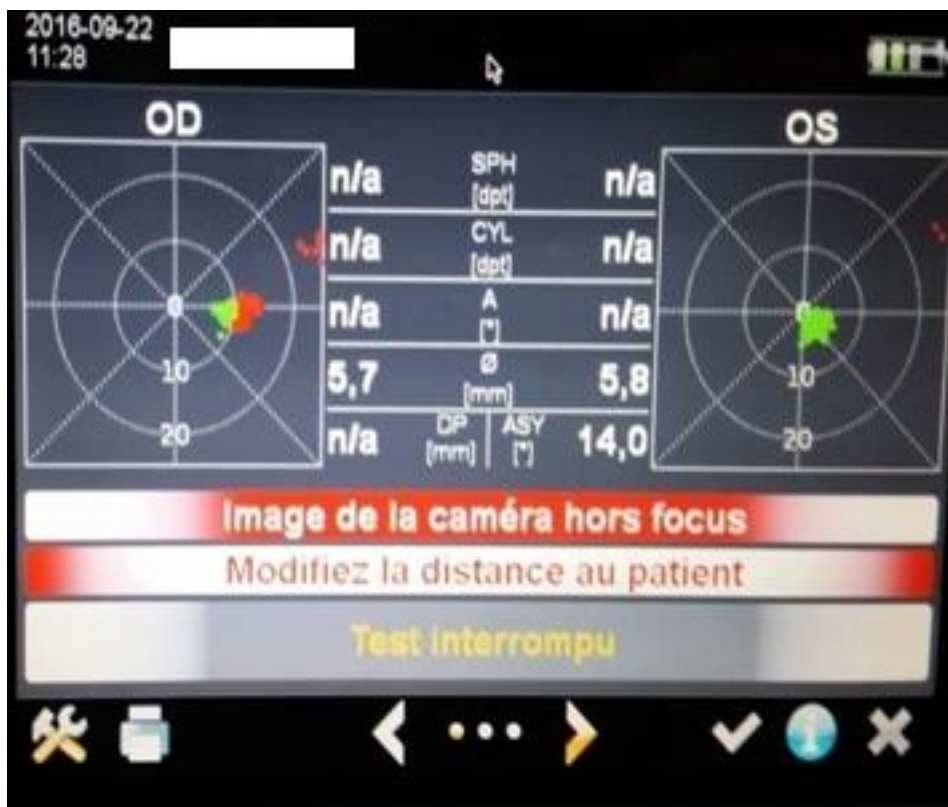 2016-09-22
11:28
OD
OS
n/a SPH [dpt] n/a
n/a CYL [dpt] n/a
n/a A [°] n/a
5,7 Ø [mm] 5,8
n/a DP [mm] ASY [°] 14,0
0
10
20
0
10
20
Image de la caméra hors focus
Modifiez la distance au patient
Test interrompu